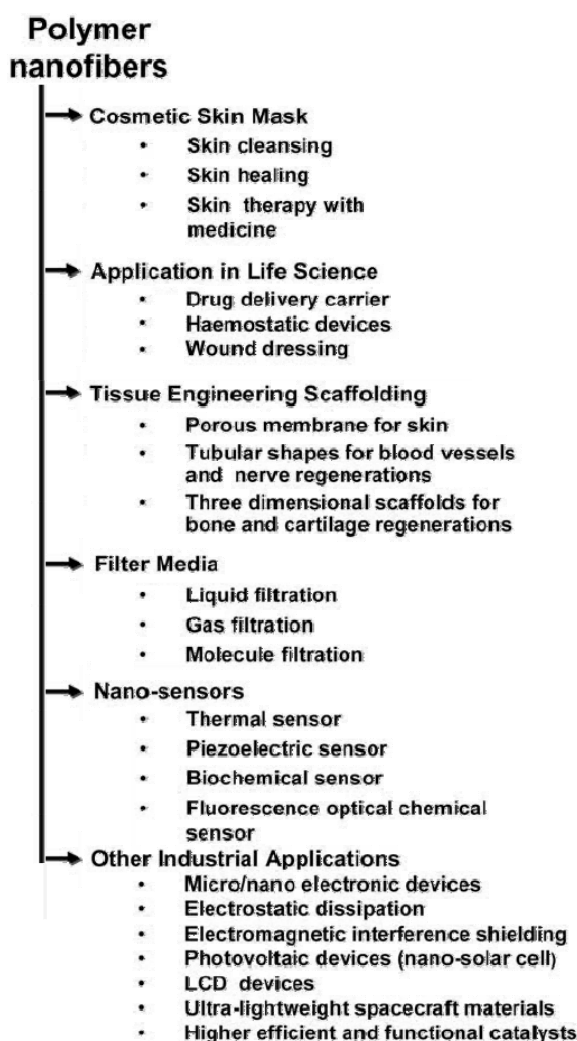 Polymer
nanofibers
Cosmetic Skin Mask
• Skin cleansing
• Skin healing
• Skin therapy with
medicine
Application in Life Science
• Drug delivery carrier
• Haemostatic devices
• Wound dressing
Tissue Engineering Scaffolding
• Porous membrane for skin
• Tubular shapes for blood vessels
and nerve regenerations
• Three dimensional scaffolds for
bone and cartilage regenerations
Filter Media
• Liquid filtration
• Gas filtration
• Molecule filtration
Nano-sensors
• Thermal sensor
• Piezoelectric sensor
• Biochemical sensor
• Fluorescence optical chemical
sensor
Other Industrial Applications
• Micro/nano electronic devices
• Electrostatic dissipation
• Electromagnetic interference shielding
• Photovoltaic devices (nano-solar cell)
• LCD devices
• Ultra-lightweight spacecraft materials
• Higher efficient and functional catalysts